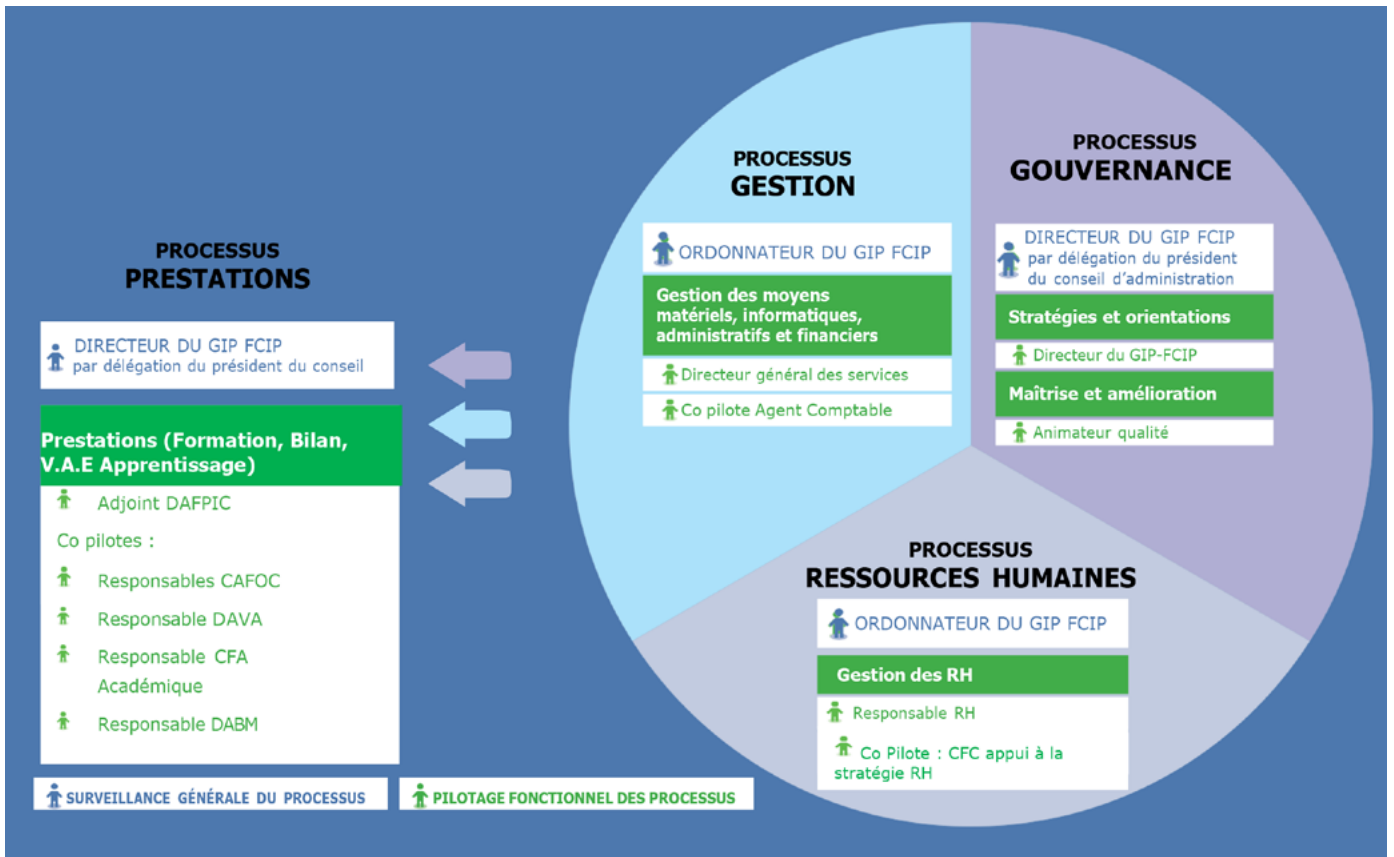 PROCESSUS
PRESTATIONS
DIRECTEUR DU GIP FCIP
par délégation du président du conseil
Prestations (Formation, Bilan,
V.A.E Apprentissage)
Adjoint DAFPIC
Co pilotes :
Responsables CAFOC
Responsable DAVA
Responsable CFA
Académique
Responsable DABM
PROCESSUS
GESTION
ORDONNATEUR DU GIP FCIP
Gestion des moyens
matériels, informatiques,
administratifs et financiers
Directeur général des services
Co pilote Agent Comptable
PROCESSUS
GOUVERNANCE
DIRECTEUR DU GIP FCIP
par délégation du président
du conseil d'administration
Stratégies et orientations
Directeur du GIP-FCIP
Maîtrise et amélioration
Animateur qualité
PROCESSUS
RESSOURCES HUMAINES
ORDONNATEUR DU GIP FCIP
Gestion des RH
Responsable RH
Co Pilote : CFC appui à la
stratégie RH
SURVEILLANCE GÉNÉRALE DU PROCESSUS
PILOTAGE FONCTIONNEL DES PROCESSUS